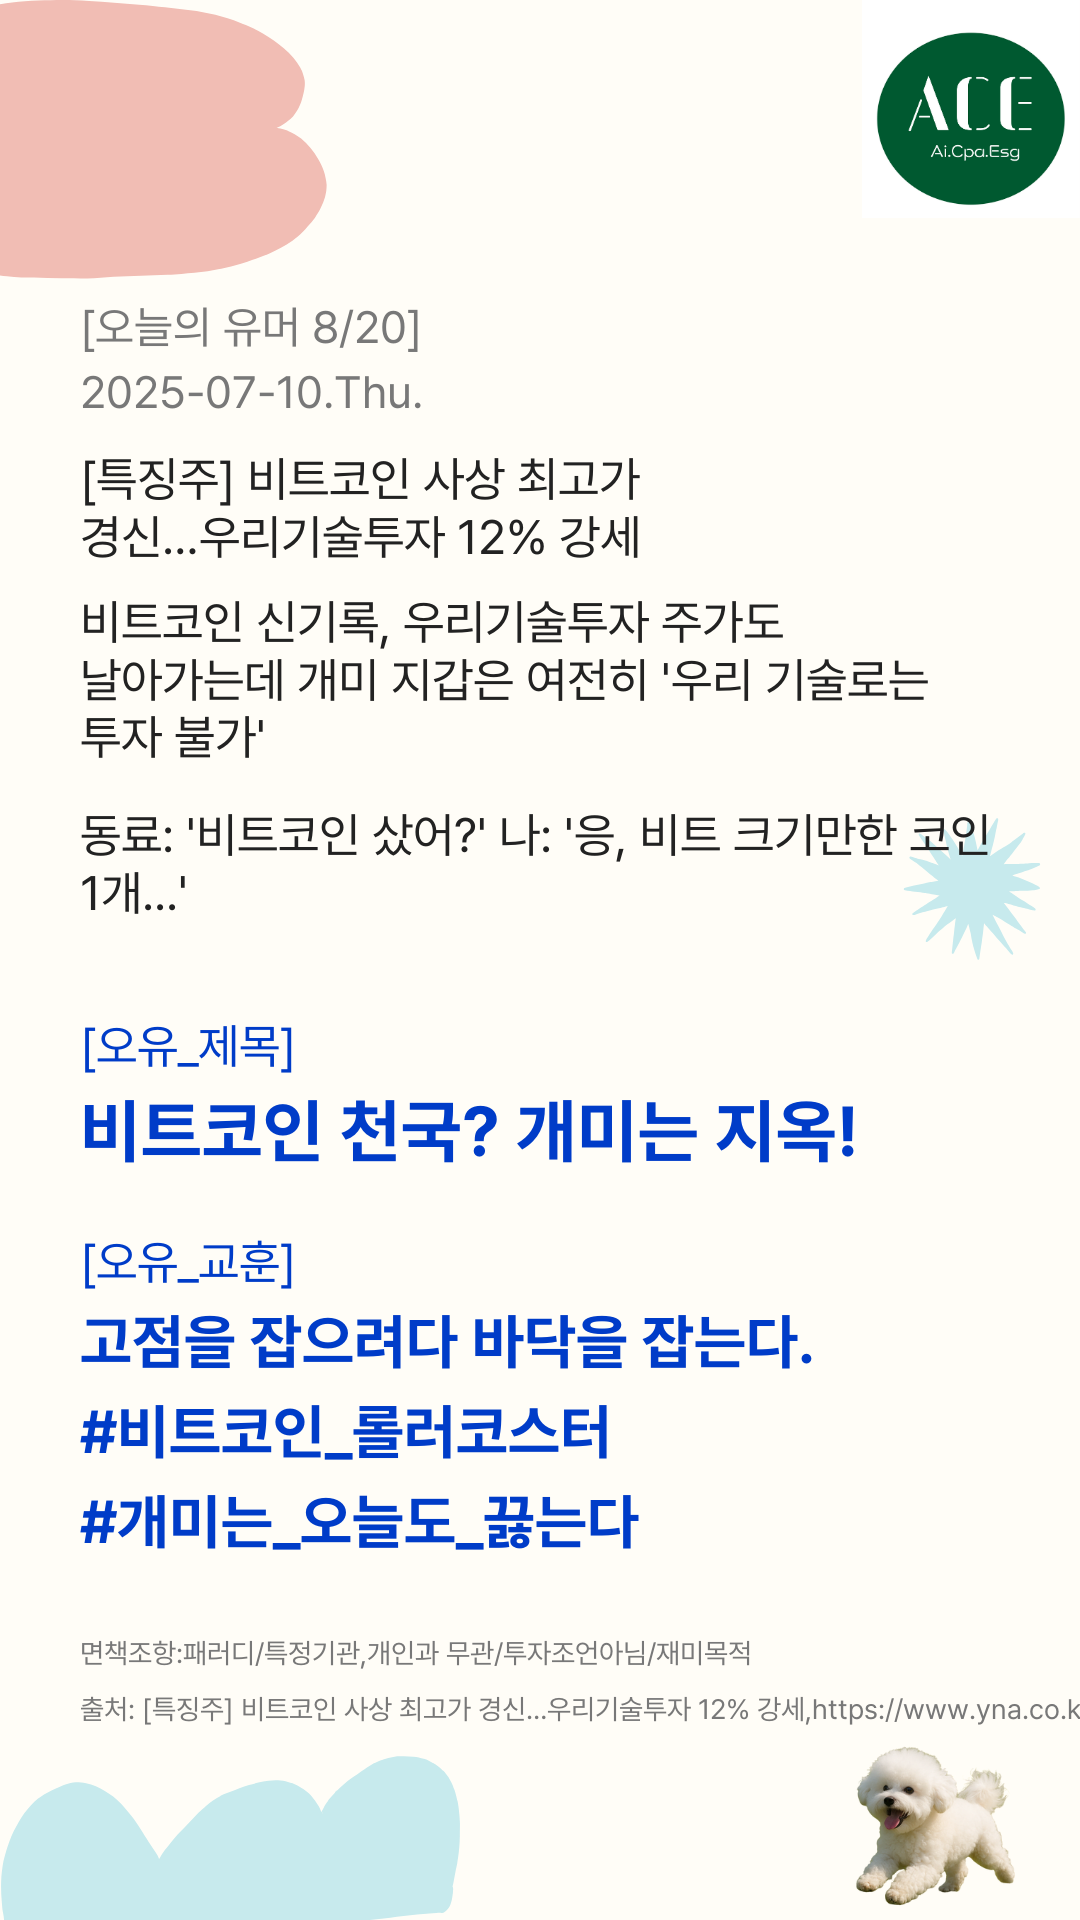 ACE
Ai.Cpa.Esg
[오늘의 유머 8/20]
2025-07-10.Thu.
[특징주] 비트코인 사상 최고가
경신...우리기술투자 12% 강세
비트코인 신기록, 우리기술투자 주가도
날아가는데 개미 지갑은 여전히 '우리 기술로는
투자 불가'
동료: '비트코인 샀어?' 나: '응, 비트 크기만한 코인
1개...'
[오유_제목]
비트코인 천국? 개미는 지옥!
[오유_교훈]
고점을 잡으려다 바닥을 잡는다.
#비트코인_롤러코스터
#개미는_오늘도_끓는다
면책조항:패러디/특정기관,개인과 무관/투자조언아님/재미목적
출처: [특징주] 비트코인 사상 최고가 경신...우리기술투자 12% 강세,https://www.yna.co.k